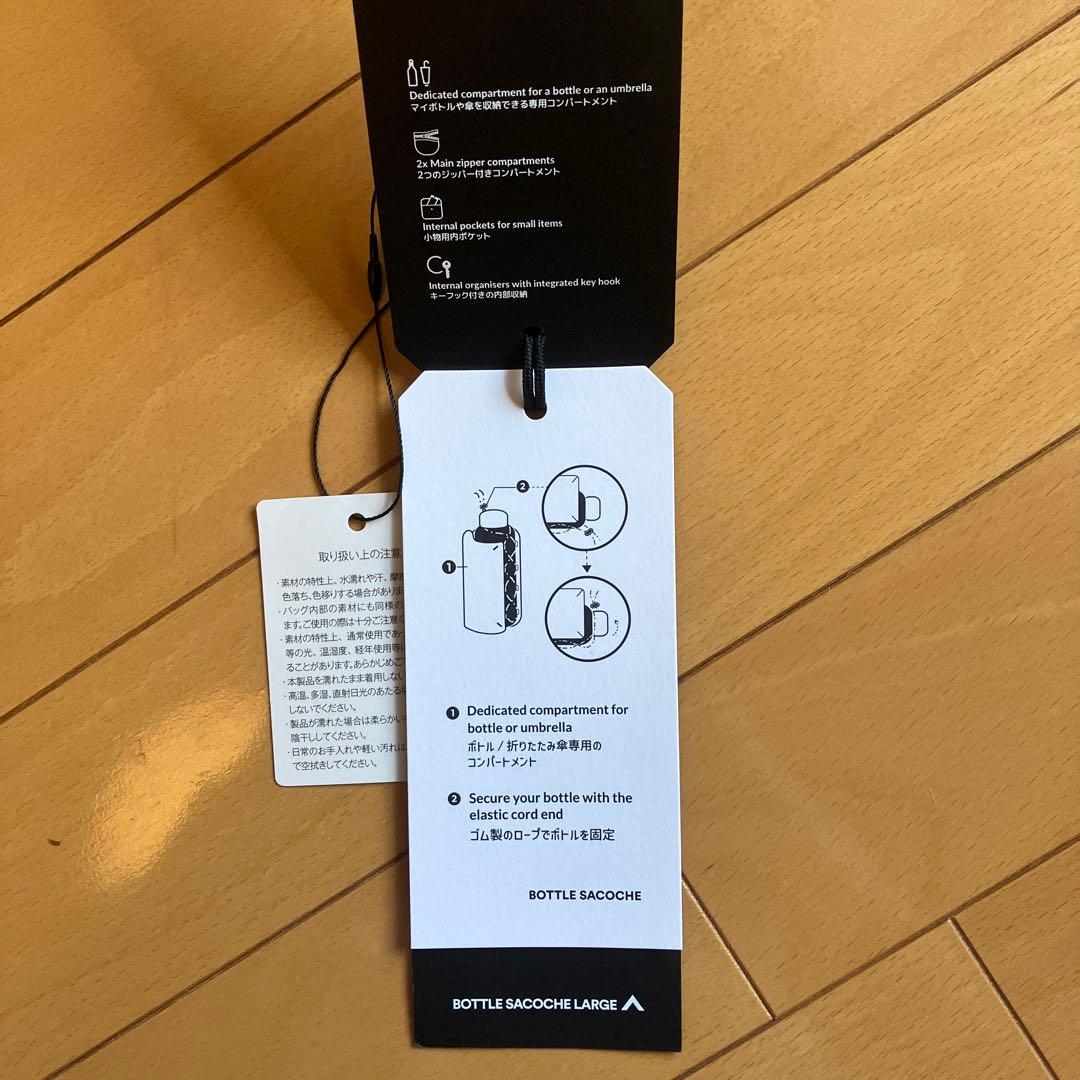 Dedicated compartment for a bottle or an umbrella
マイボトルや傘を収納できる専用コンパートメント
2x Main zipper compartments
2つのジッパー付きコンパートメント
Internal pockets for small items
小物用内ポケット
Internal organisers with integrated key hook
キーフック付きの内部収納
2
1
1 Dedicated compartment for
bottle or umbrella
ボトル / 折りたたみ傘専用の
コンパートメント
2 Secure your bottle with the
elastic cord end
ゴム製のロープでボトルを固定
BOTTLE SACOCHE
BOTTLE SACOCHE LARGE
取り扱い上の注意
・素材の特性上、水濡れや汗、摩
色落ち、色移りする場合があり
・バッグ内部の素材にも同様の
ます。ご使用の際は十分ご注意
・素材の特性上、通常使用であっ
等の光、温湿度、経年使用等
ることがあります。あらかじめご
・本製品を濡れたまま着用しない
・高温、多湿、直射日光のあたる
しないでください。
・製品が濡れた場合は柔らかい
陰干ししてください。
・日常のお手入れや軽い汚れは
で空拭きしてください。